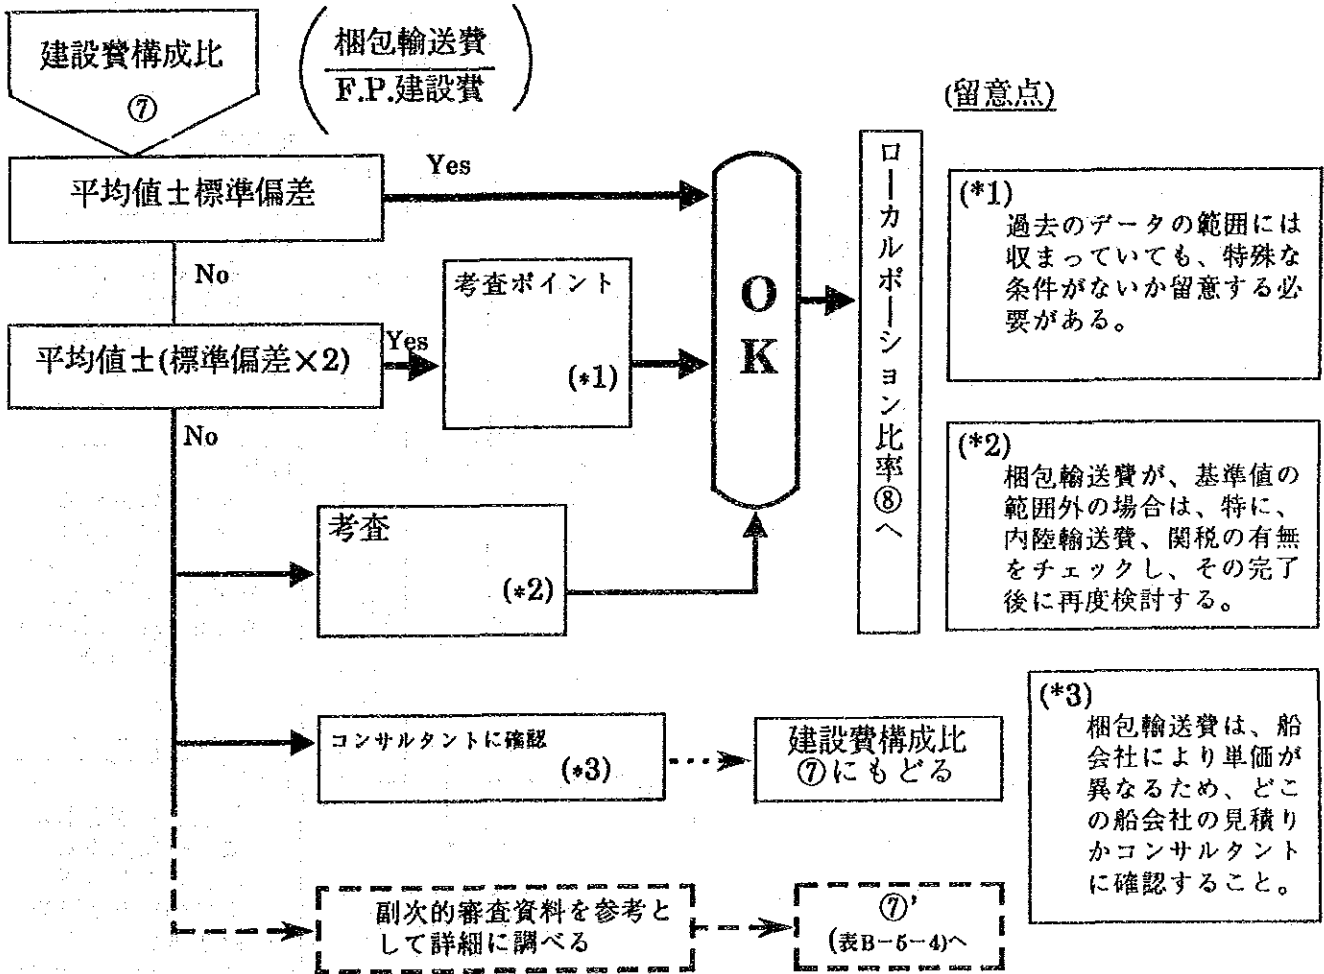 建設費構成比
⑦
梱包輸送費
F.P.建設費
(留意点)
平均値±標準偏差
Yes
No
平均値±(標準偏差×2)
Yes
No
考査ポイント
(*1)
OK
ローカルポーション比率⑧へ
考査
(*2)
コンサルタントに確認
(*3)
建設費構成比
⑦にもどる
副次的審査資料を参考と
して詳細に調べる
⑦'
(表B-5-4)へ
(*1)
過去のデータの範囲には
収まっていても、特殊な
条件がないか留意する必
要がある。
(*2)
梱包輸送費が、基準値の
範囲外の場合は、特に、
内陸輸送費、関税の有無
をチェックし、その完了
後に再度検討する。
(*3)
梱包輸送費は、船
会社により単価が
異なるため、どこ
の船会社の見積り
かコンサルタント
に確認すること。